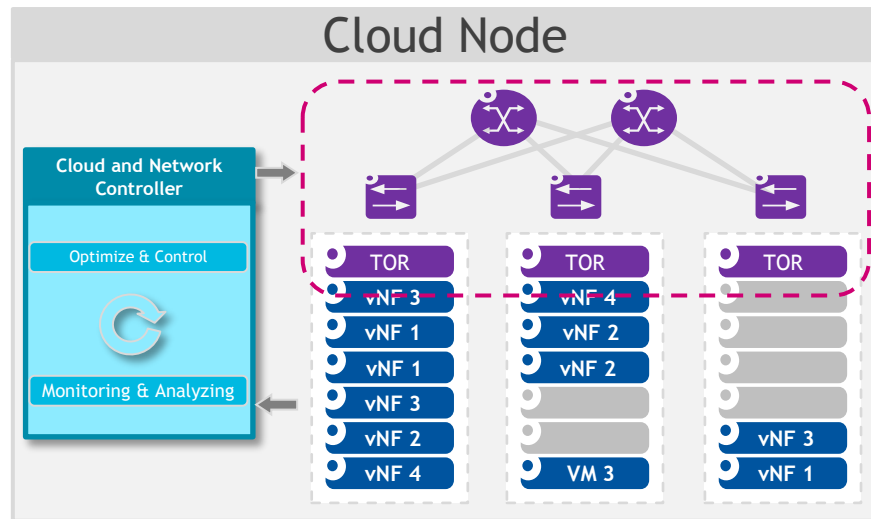 Cloud Node
Cloud and Network
Controller
Optimize & Control
Monitoring & Analyzing
TOR
vNF 3
vNF 1
vNF 1
vNF 3
vNF 2
vNF 4
TOR
vNF 4
vNF 2
vNF 2
VM 3
TOR
vNF 3
vNF 1